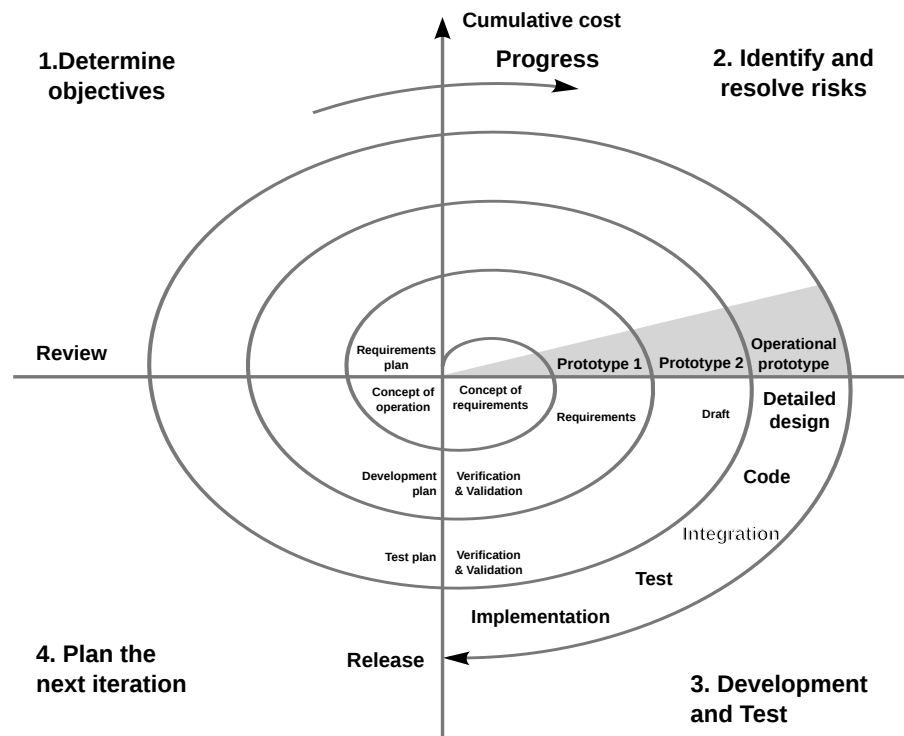 Cumulative cost
Progress
1.Determine
objectives
2. Identify and
resolve risks
Review
Requirements
plan
Prototype 1
Prototype 2
Operational
prototype
Concept of
operation
Concept of
requirements
Requirements
Draft
Detailed
design
Development
plan
Verification
& Validation
Code
Integration
Test plan
Verification
& Validation
Test
Implementation
Release
4. Plan the
next iteration
3. Development
and Test